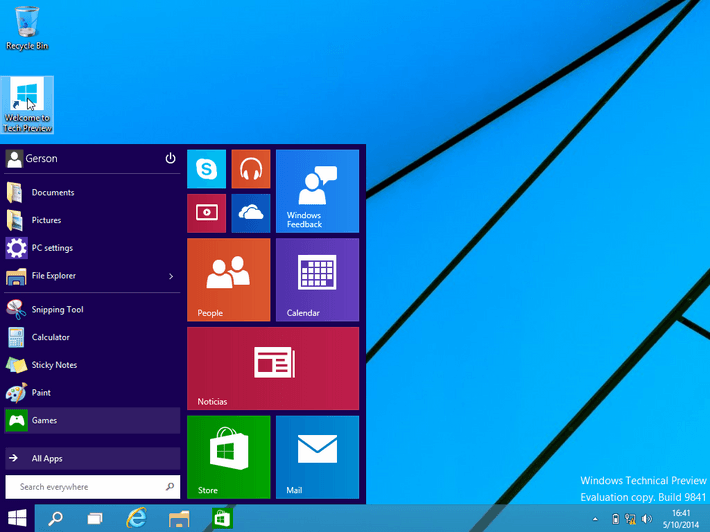 Recycle Bin
Welcome to
Tech Preview
Gerson
Documents
Pictures
PC settings
File Explorer
Snipping Tool
Calculator
Sticky Notes
Paint
Games
All Apps
Search everywhere
Windows
Feedback
People
Calendar
Noticias
Store
Mail
Windows Technical Preview
Evaluation copy. Build 9841
16:41
5/10/2014